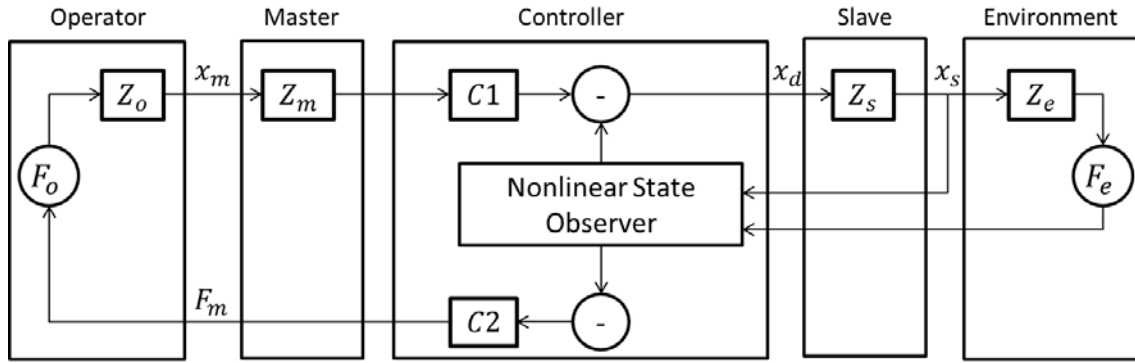 Operator
Master
Controller
Slave
Environment
x_m
x_d
x_s
Z_o
Z_m
C1
-
Z_s
Z_e
F_o
Nonlinear State
Observer
F_e
F_m
C2
-